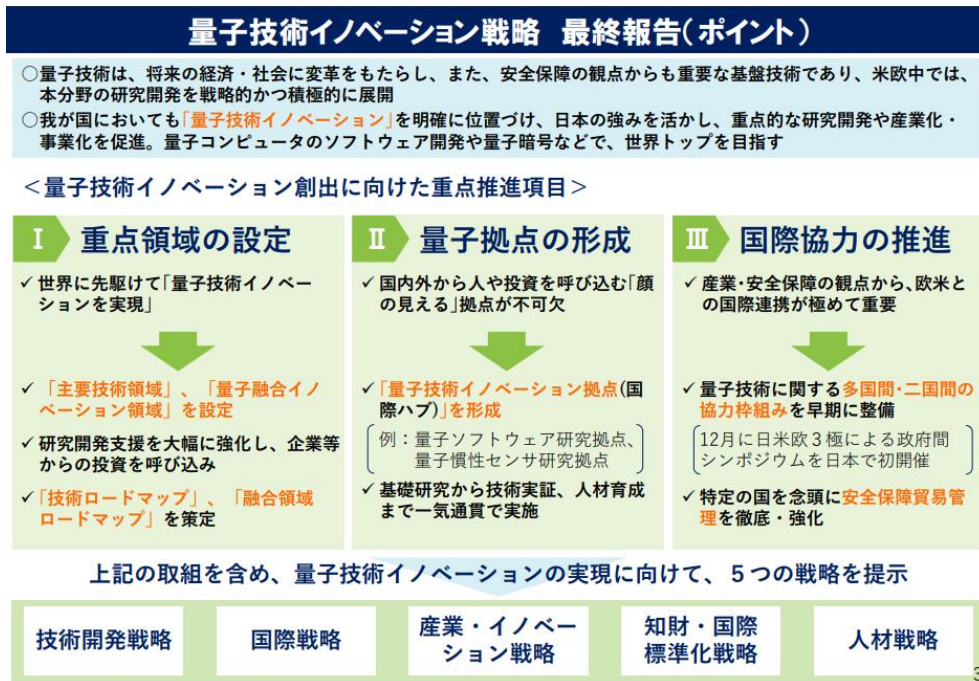 量子技術イノベーション戦略 最終報告(ポイント)
○量子技術は、将来の経済・社会に変革をもたらし、また、安全保障の観点からも重要な基盤技術であり、米欧中では、
本分野の研究開発を戦略的かつ積極的に展開
○我が国においても「量子技術イノベーション」を明確に位置づけ、日本の強みを活かし、重点的な研究開発や産業化・
事業化を促進。量子コンピュータのソフトウェア開発や量子暗号などで、世界トップを目指す
＜量子技術イノベーション創出に向けた重点推進項目＞
Ⅰ 重点領域の設定
✓ 世界に先駆けて「量子技術イノベー
ションを実現」
✓ 「主要技術領域」、「量子融合イノ
ベーション領域」を設定
✓ 研究開発支援を大幅に強化し、企業等
からの投資を呼び込み
✓ 「技術ロードマップ」、「融合領域
ロードマップ」を策定
Ⅱ 量子拠点の形成
✓ 国内外から人や投資を呼び込む「顔
の見える」拠点が不可欠
✓ 「量子技術イノベーション拠点(国
際ハブ)」を形成
例：量子ソフトウェア研究拠点、
量子慣性センサ研究拠点
✓ 基礎研究から技術実証、人材育成
まで一気通貫で実施
Ⅲ 国際協力の推進
✓ 産業・安全保障の観点から、欧米と
の国際連携が極めて重要
✓ 量子技術に関する多国間・二国間の
協力枠組みを早期に整備
12月に日米欧３極による政府間
シンポジウムを日本で初開催
✓ 特定の国を念頭に安全保障貿易管
理を徹底・強化
上記の取組を含め、量子技術イノベーションの実現に向けて、５つの戦略を提示
技術開発戦略
国際戦略
産業・イノベー
ション戦略
知財・国際
標準化戦略
人材戦略
3